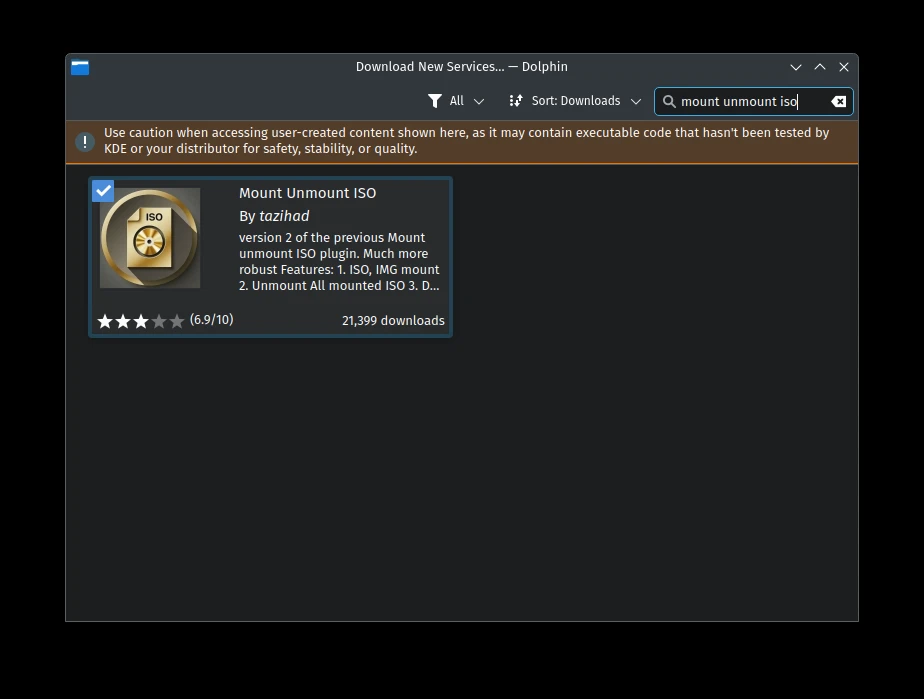 Download New Services... — Dolphin
All
Sort: Downloads
mount unmount iso
Use caution when accessing user-created content shown here, as it may contain executable code that hasn't been tested by
KDE or your distributor for safety, stability, or quality.
ISO
Mount Unmount ISO
By tazihad
version 2 of the previous Mount
unmount ISO plugin. Much more
robust Features: 1. ISO, IMG mount
2. Unmount All mounted ISO 3. D...
(6.9/10)
21,399 downloads